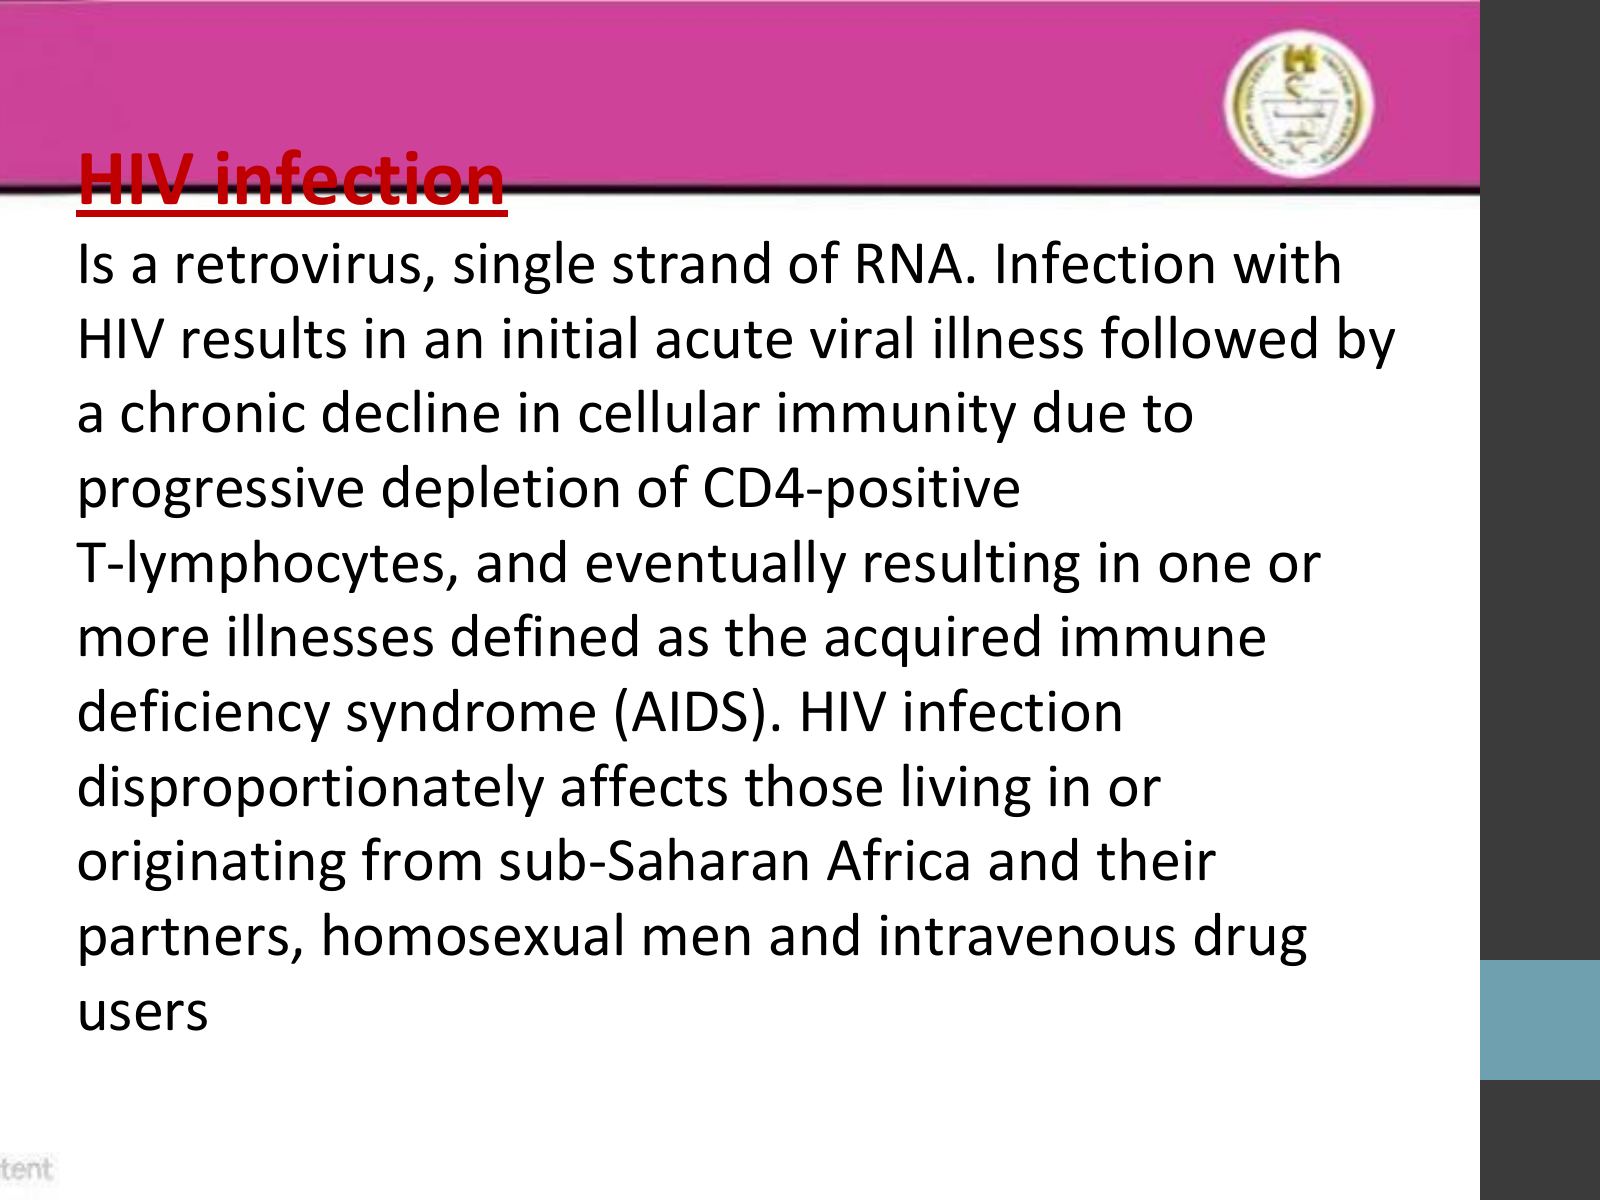 HIV infection
Is a retrovirus, single strand of RNA. Infection with
HIV results in an initial acute viral illness followed by
a chronic decline in cellular immunity due to
progressive depletion of CD4-positive
T-lymphocytes, and eventually resulting in one or
more illnesses defined as the acquired immune
deficiency syndrome (AIDS). HIV infection
disproportionately affects those living in or
originating from sub-Saharan Africa and their
partners, homosexual men and intravenous drug
users
tent